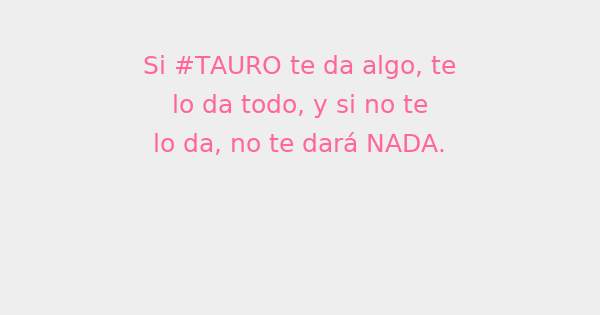 Si #TAURO te da algo, te
lo da todo, y si no te
lo da, no te dará NADA.